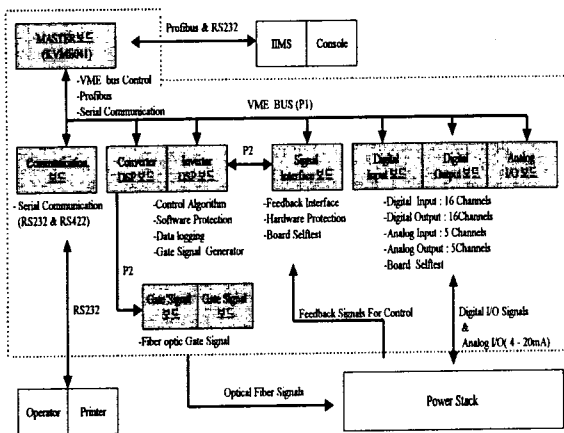 MASTER보드
(KVME041)
Profibus & RS232
IIMS
Console
-VME bus Control
-Profibus
-Serial Communication
VME BUS (P1)
Communication
보드
Converter
DSP보드
Inverter
DSP보드
P2
Signal
Interface보드
Digital
Input보드
Digital
Output보드
Analog
I/O보드
- Serial Communication
(RS232 & RS422)
-Control Algorithm
-Software Protection
-Data logging
-Gate Signal Generator
-Feedback Interface
-Hardware Protection
-Board Selftest
-Digital Input : 16 Channels
-Digital Output : 16Channels
-Analog Input : 5 Channels
-Analog Output : 5Channels
-Board Selftest
P2
RS232
Gate Signal
보드
Gate Signal
보드
-Fiber optic Gate Signal
Feedback Signals For Control
Digital I/O Signals
&
Analog I/O( 4 - 20mA)
Optical Fiber Signals
Operator
Printer
Power Stack